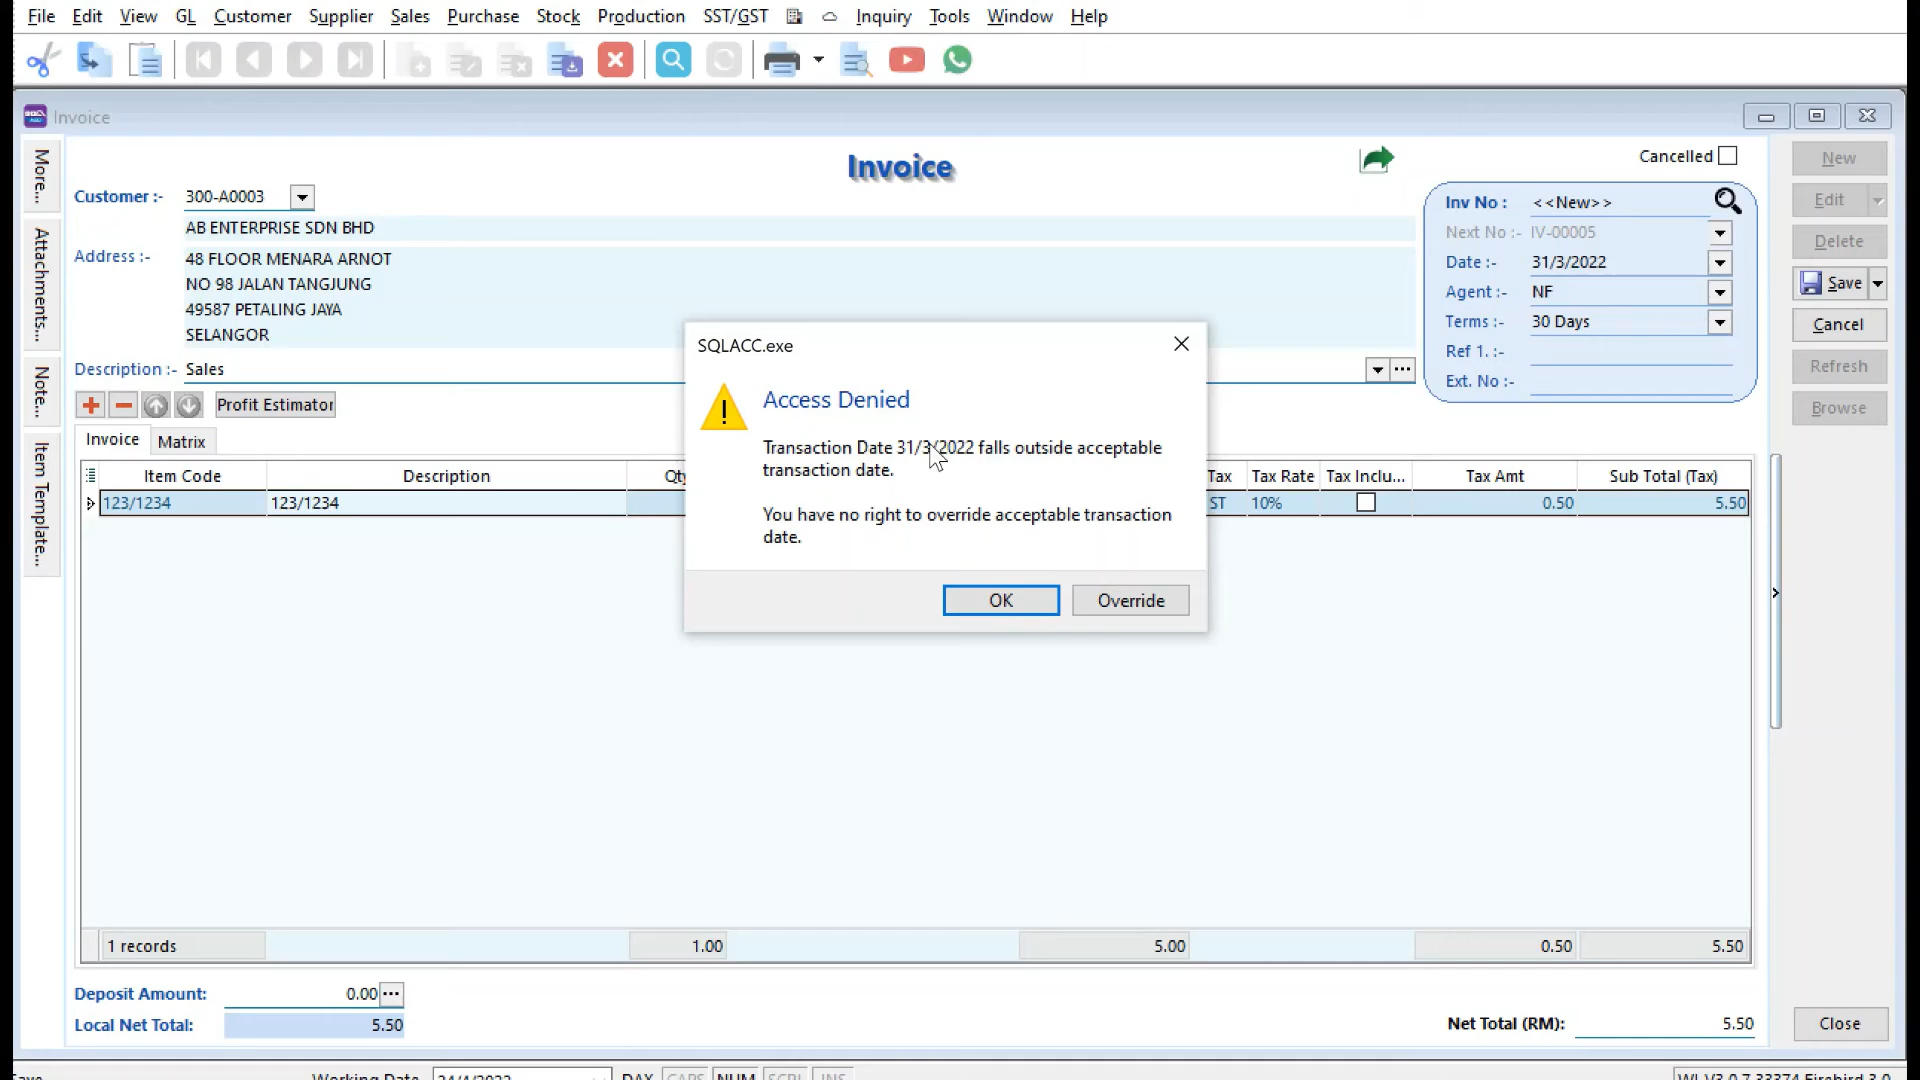 File Edit View GL Customer Supplier Sales Purchase Stock Production SST/GST Inquiry Tools Window Help
Invoice
More...
Attachments...
Note...
Item Template...
Invoice
Cancelled
Customer :- 300-A0003
AB ENTERPRISE SDN BHD
Address :- 48 FLOOR MENARA ARNOT
NO 98 JALAN TANGJUNG
49587 PETALING JAYA
SELANGOR
Description :- Sales
Inv No : <<New>>
Next No :- IV-00005
Date :- 31/3/2022
Agent :- NF
Terms :- 30 Days
Ref 1. :-
Ext. No :-
New
Edit
Delete
Save
Cancel
Refresh
Browse
Profit Estimator
Invoice Matrix
Item Code Description Qty Tax Tax Rate Tax Inclu... Tax Amt Sub Total (Tax)
123/1234 123/1234 ST 10% 0.50 5.50
SQLACC.exe
Access Denied
Transaction Date 31/3/2022 falls outside acceptable
transaction date.
You have no right to override acceptable transaction
date.
OK Override
1 records 1.00 5.00 0.50 5.50
Deposit Amount: 0.00
Local Net Total: 5.50
Net Total (RM): 5.50
Close
Working Date 24/4/2022 DAX CAPS NUM SCRL INS